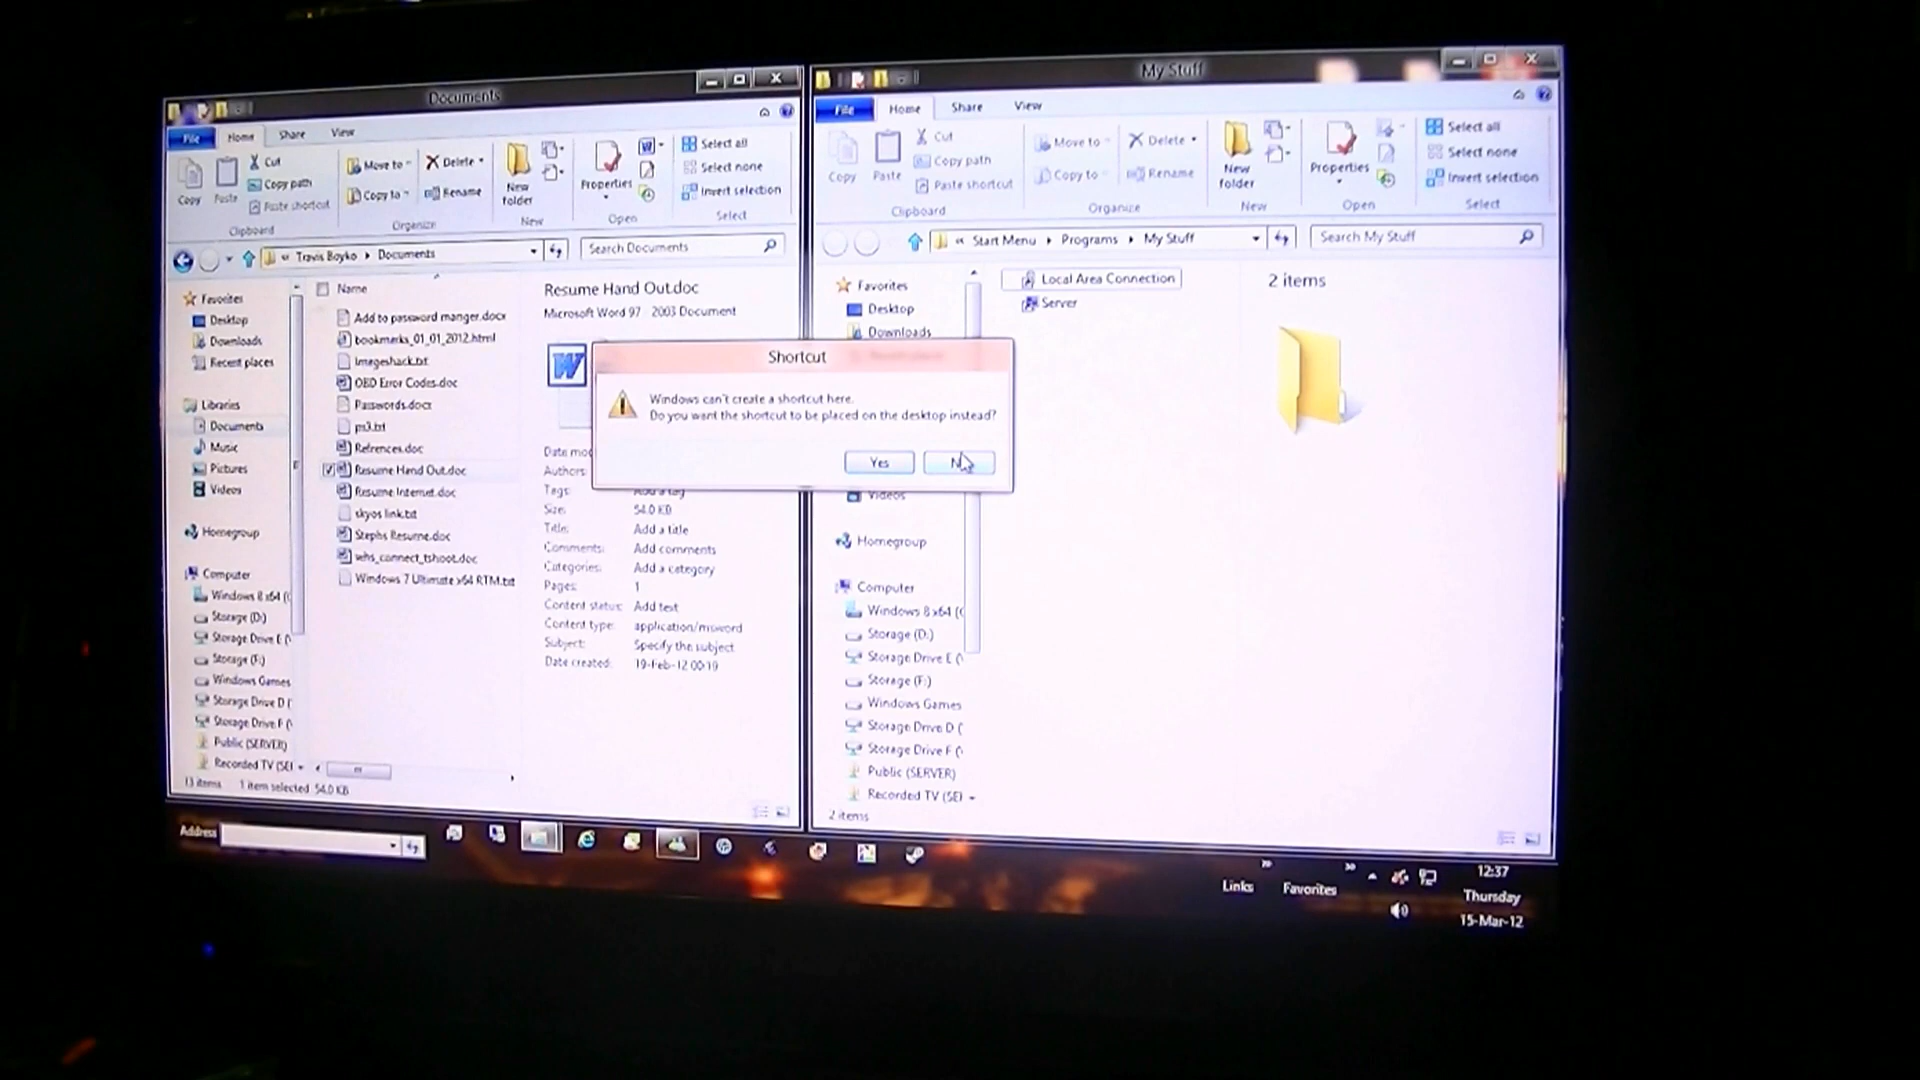 Documents
File Home Share View
Copy
Paste
Cut
Copy path
Paste shortcut
Clipboard
Move to
Copy to
Delete
Rename
Organize
New folder
New
Properties
Open
Select all
Select none
Invert selection
Select
Travis Boyko Documents
Search Documents
Favorites
Desktop
Downloads
Recent places
Libraries
Documents
Music
Pictures
Videos
Homegroup
Computer
Windows 8 x64 (
Storage (D:)
Storage Drive E (
Storage (F:)
Windows Games
Storage Drive D (
Storage Drive F (
Public (SERVER)
Recorded TV (SE
Name
Add to password manger.docx
bookmarks_01_01_2012.html
Imageshack.txt
OBD Error Codes.doc
Passwords.docx
ps3.txt
Refrences.doc
Resume Hand Out.doc
Resume Internet.doc
skyos link.txt
Stephs Resume.doc
whs_connect_tshoot.doc
Windows 7 Ultimate x64 RTM.txt
Resume Hand Out.doc
Microsoft Word 97 - 2003 Document
Date mo
Authors:
Tags: Add a tag
Size: 54.0 KB
Title: Add a title
Comments: Add comments
Categories: Add a category
Pages: 1
Content status: Add text
Content type: application/msword
Subject: Specify the subject
Date created: 19-Feb-12 00:19
13 items 1 item selected 54.0 KB
Shortcut
Windows can't create a shortcut here.
Do you want the shortcut to be placed on the desktop instead?
Yes
My Stuff
File Home Share View
Copy
Paste
Cut
Copy path
Paste shortcut
Clipboard
Move to
Copy to
Delete
Rename
Organize
New folder
New
Properties
Open
Select all
Select none
Invert selection
Select
Start Menu Programs My Stuff
Search My Stuff
Favorites
Desktop
Downloads
Videos
Homegroup
Computer
Windows 8 x64 (
Storage (D:)
Storage Drive E (
Storage (F:)
Windows Games
Storage Drive D (
Storage Drive F (
Public (SERVER)
Recorded TV (SE
Local Area Connection
Server
2 items
2 items
Address
Links
Favorites
12:37
Thursday
15-Mar-12